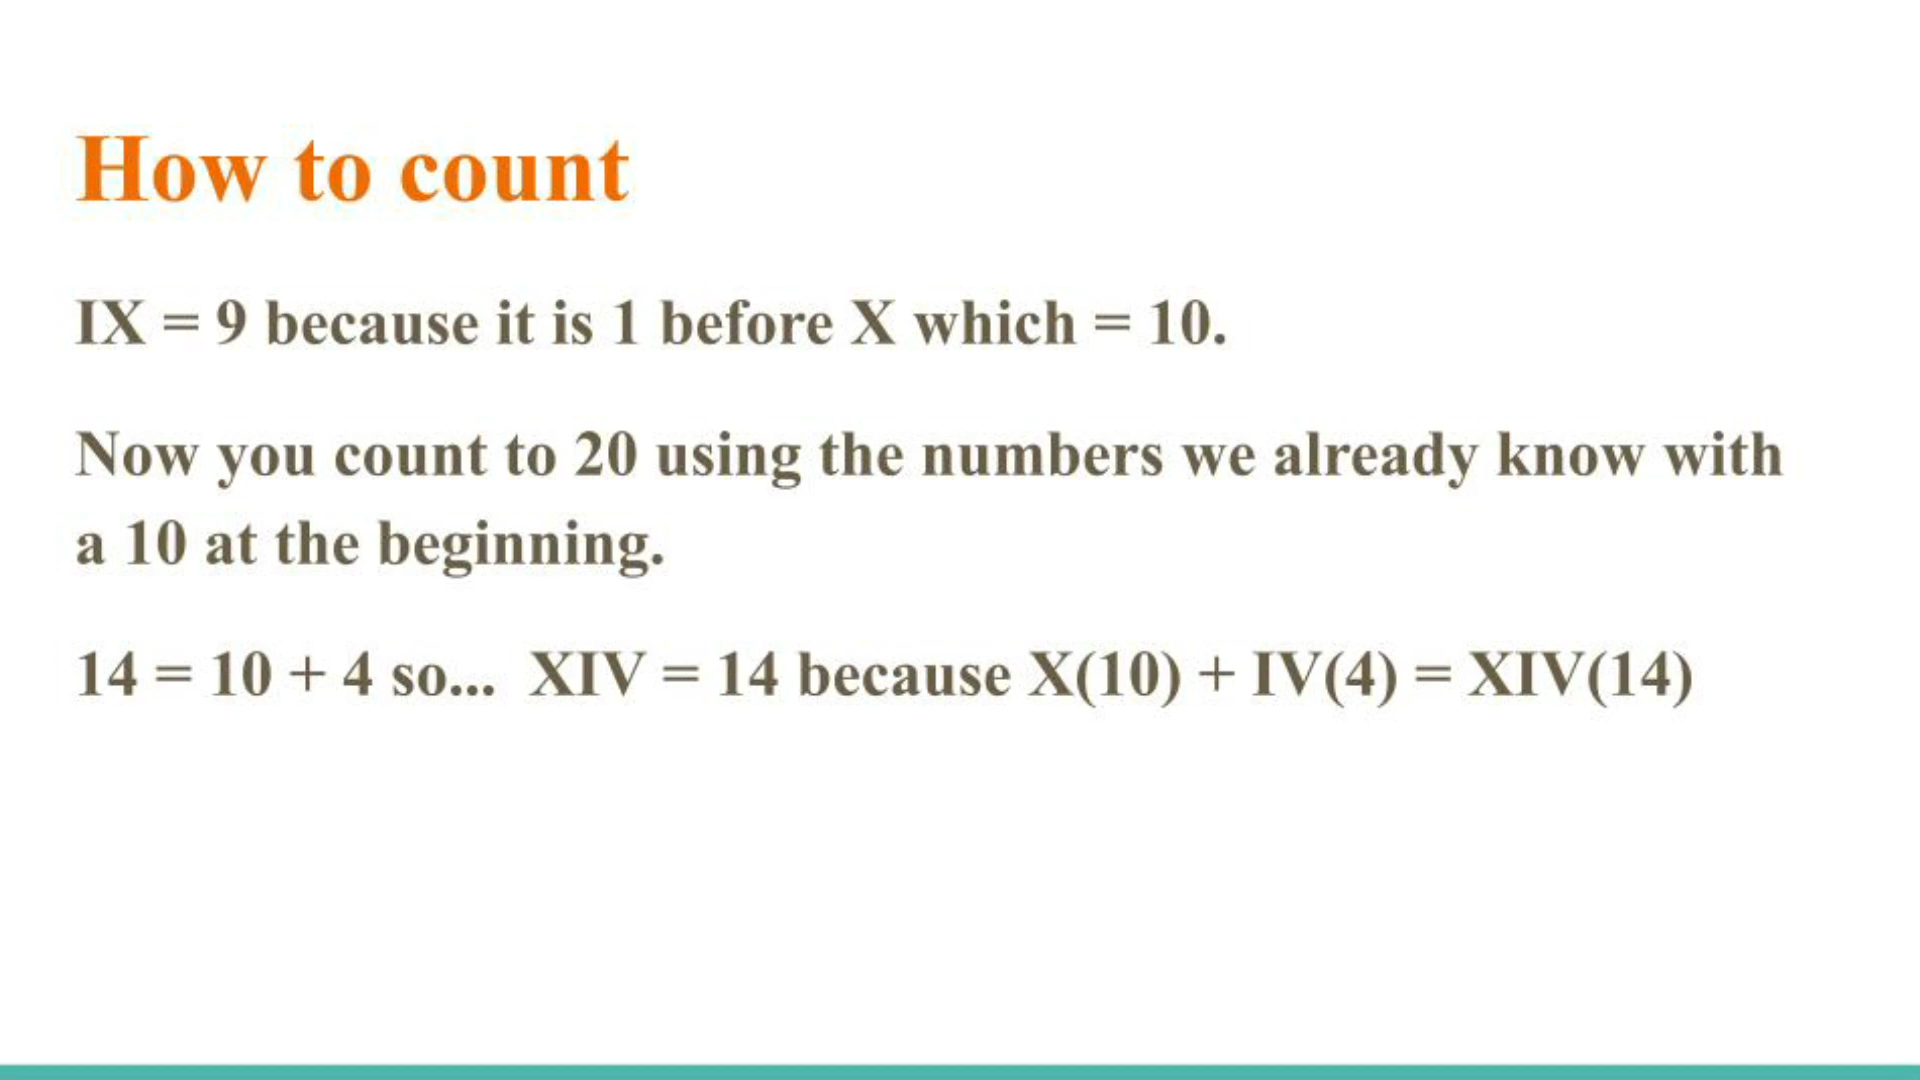 How to count
IX = 9 because it is 1 before X which = 10.
Now you count to 20 using the numbers we already know with
a 10 at the beginning.
14 = 10 + 4 so...  XIV = 14 because X(10) + IV(4) = XIV(14)